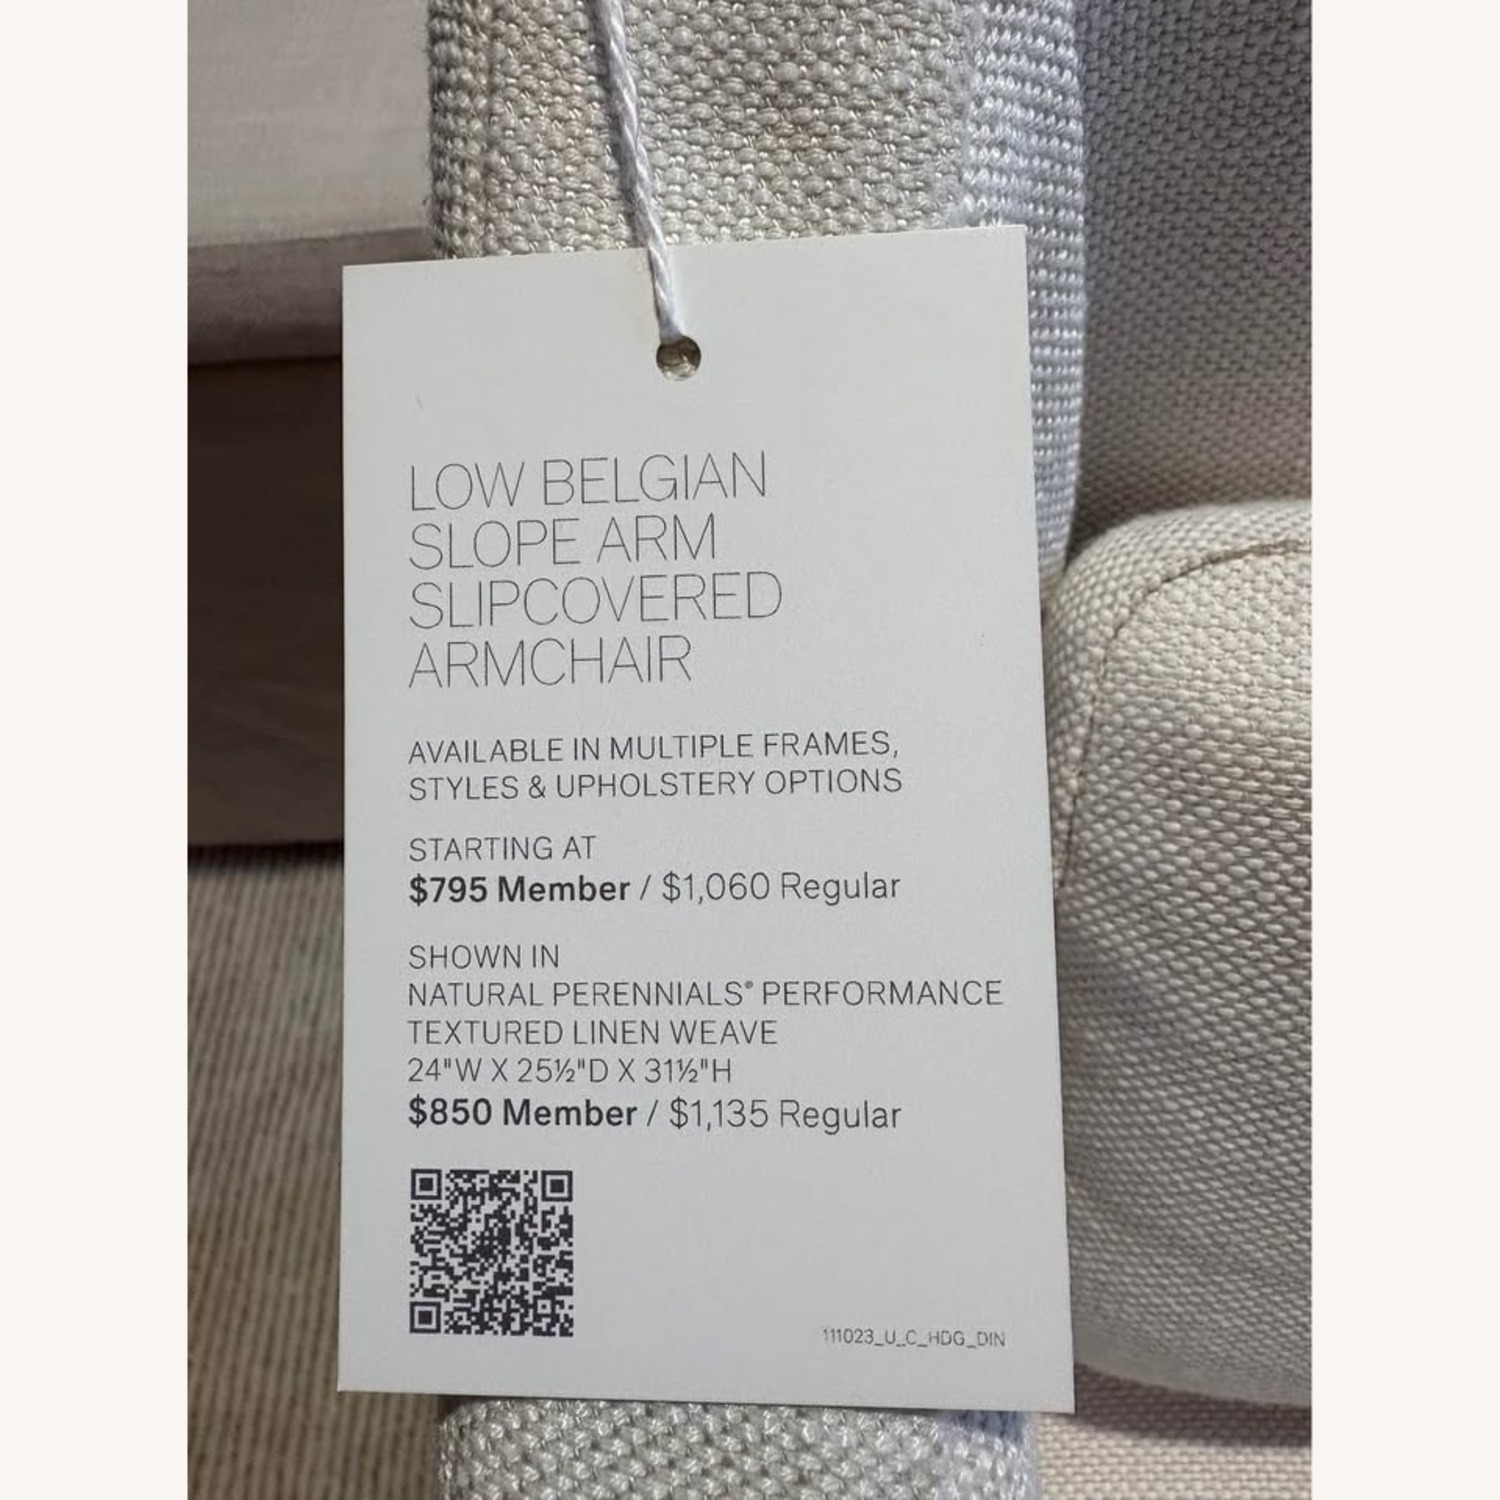 LOW BELGIAN
SLOPE ARM
SLIPCOVERED
ARMCHAIR
AVAILABLE IN MULTIPLE FRAMES,
STYLES & UPHOLSTERY OPTIONS
STARTING AT
$795 Member / $1,060 Regular
SHOWN IN
NATURAL PERENNIALS® PERFORMANCE
TEXTURED LINEN WEAVE
24"W X 25½"D X 31½"H
$850 Member / $1,135 Regular
111023_U_C_HDG_DIN